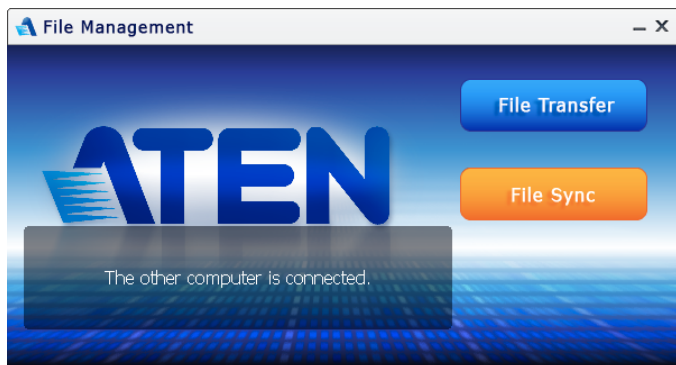 File Management
File Transfer
ATEN
File Sync
The other computer is connected.